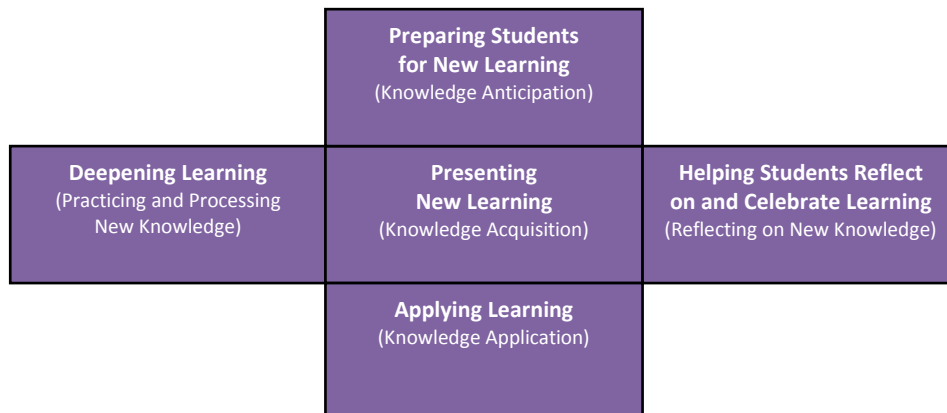 Preparing Students
for New Learning
(Knowledge Anticipation)
Deepening Learning
(Practicing and Processing
New Knowledge)
Presenting
New Learning
(Knowledge Acquisition)
Helping Students Reflect
on and Celebrate Learning
(Reflecting on New Knowledge)
Applying Learning
(Knowledge Application)